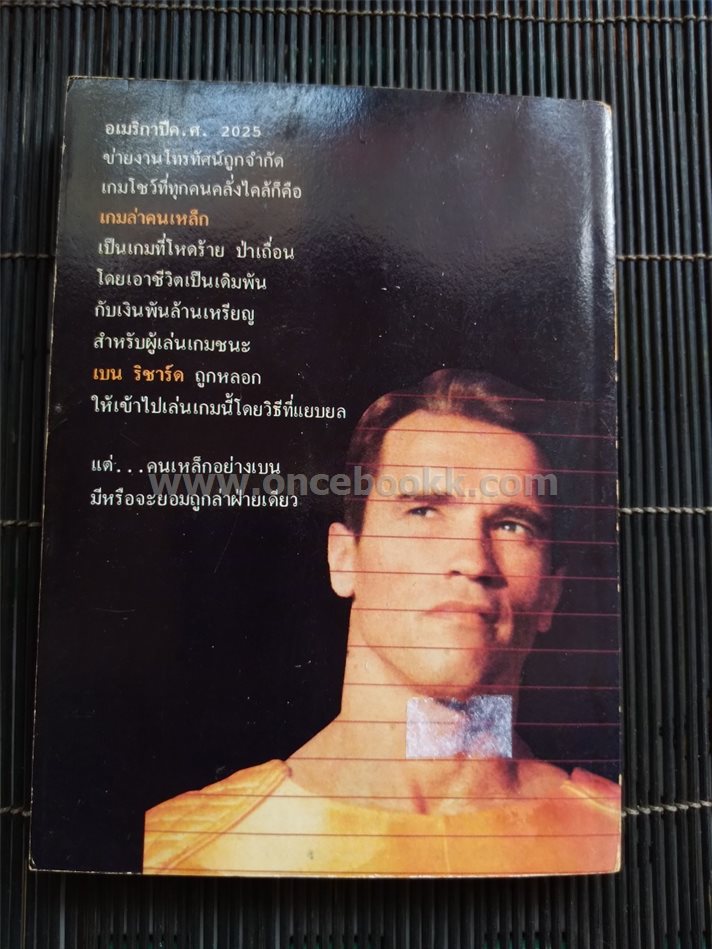 อเมริกาปีค.ศ. 2025
ข่ายงานโทรทัศน์ถูกจำกัด
เกมโชว์ที่ทุกคนคลั่งไคล้ก็คือ
เกมล่าคนเหล็ก
เป็นเกมที่โหดร้าย ป่าเถื่อน
โดยเอาชีวิตเป็นเดิมพัน
กับเงินพันล้านเหรียญ
สำหรับผู้เล่นเกมชนะ
เบน ริชาร์ด ถูกหลอก
ให้เข้าไปเล่นเกมนี้โดยวิธีที่แยบยล
แต่...คนเหล็กอย่างเบน
www.oncebookk.com
มีหรือจะยอมถูกล่าฝ่ายเดียว